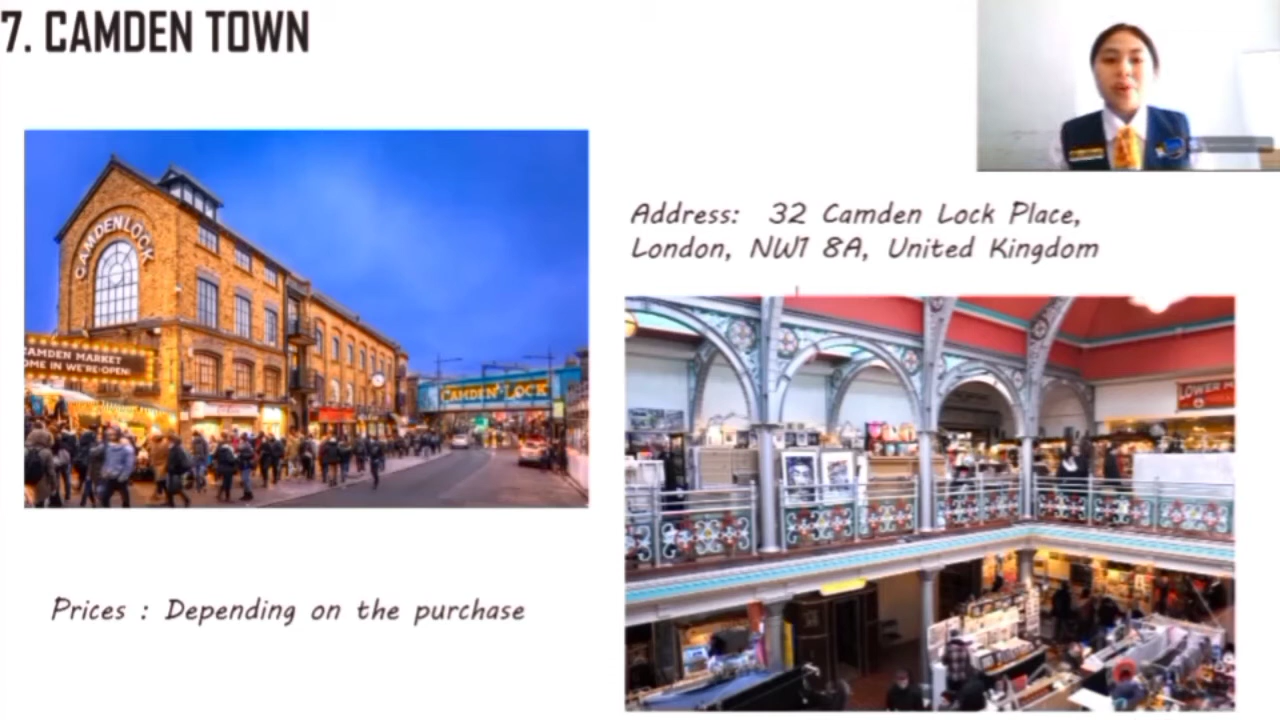 7. CAMDEN TOWN
CAMDEN LOCK
CAMDEN MARKET
OME IN WE'RE OPEN!
CAMDEN LOCK
Address: 32 Camden Lock Place,
London, NW1 8A, United Kingdom
LOWER
Prices : Depending on the purchase